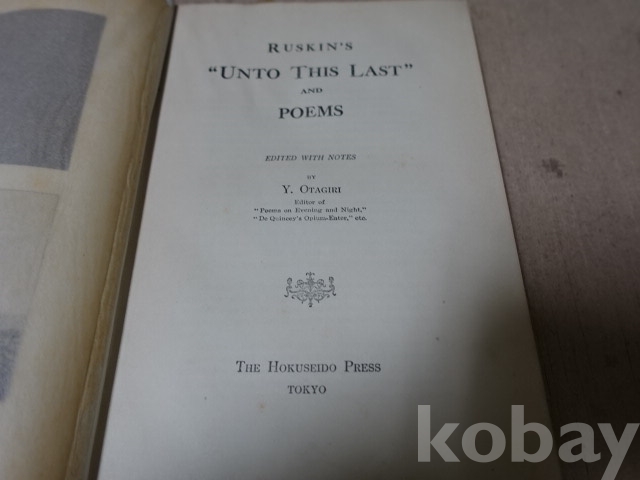 RUSKIN'S
"UNTO THIS LAST"
AND
POEMS
EDITED WITH NOTES
BY
Y. OTAGIRI
Editor of
"Poems on Evening and Night,"
"De Quincey's Opium-Eater," etc.
THE HOKUSEIDO PRESS
TOKYO
kobay